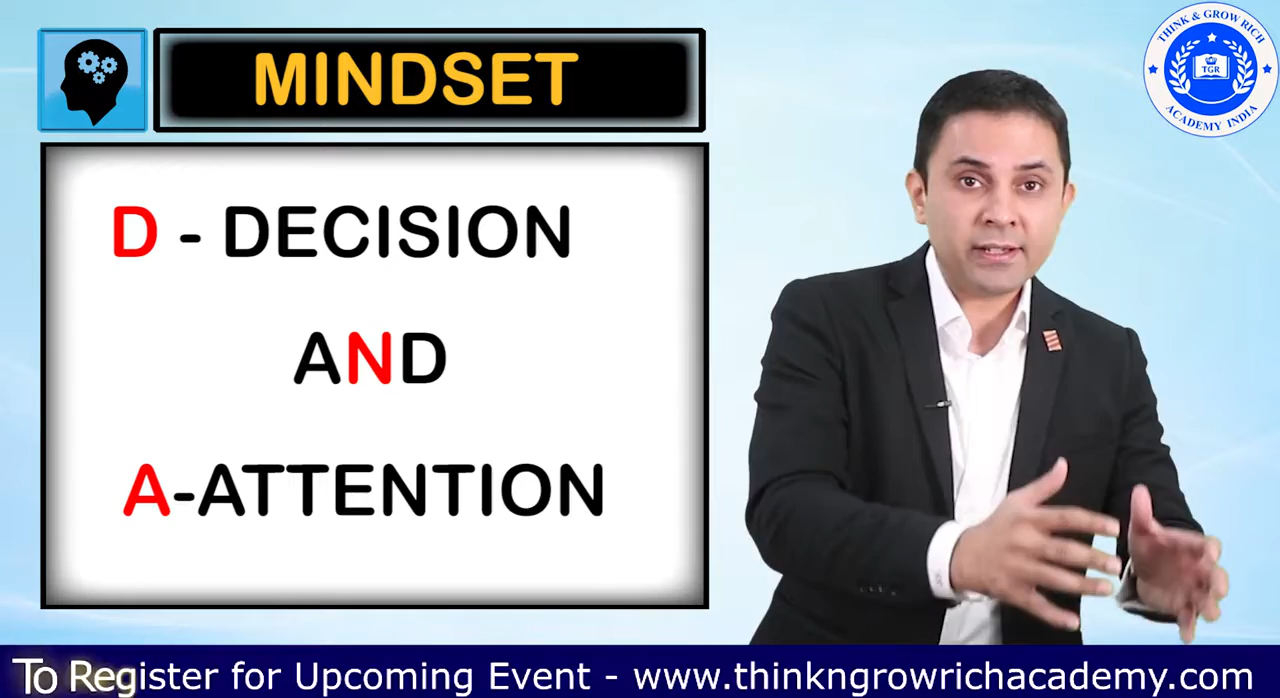 MINDSET
D - DECISION
AND
A-ATTENTION
THINK & GROW RICH
TGR
ACADEMY INDIA
To Register for Upcoming Event - www.thinkngrowrichacademy.com